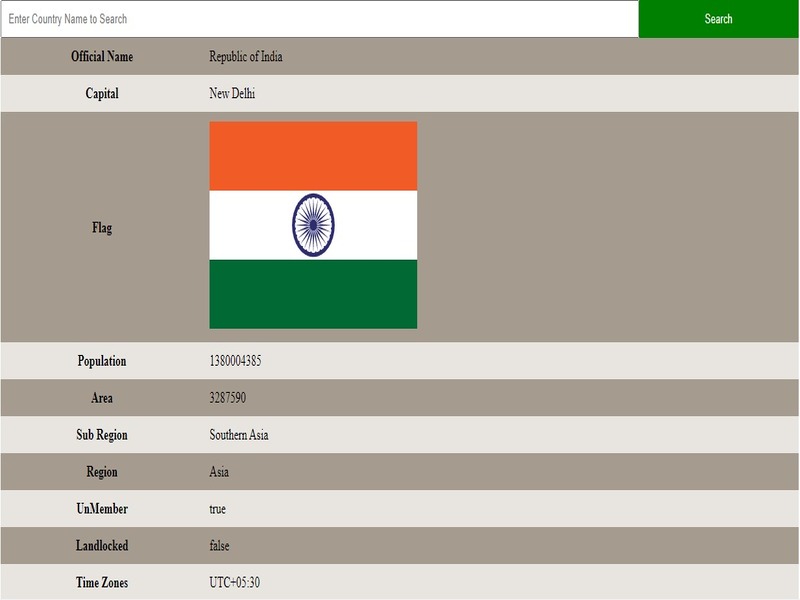 Enter Country Name to Search Search
Official Name Republic of India
Capital New Delhi
Flag
Population 1380004385
Area 3287590
Sub Region Southern Asia
Region Asia
UnMember true
Landlocked false
Time Zones UTC+05:30